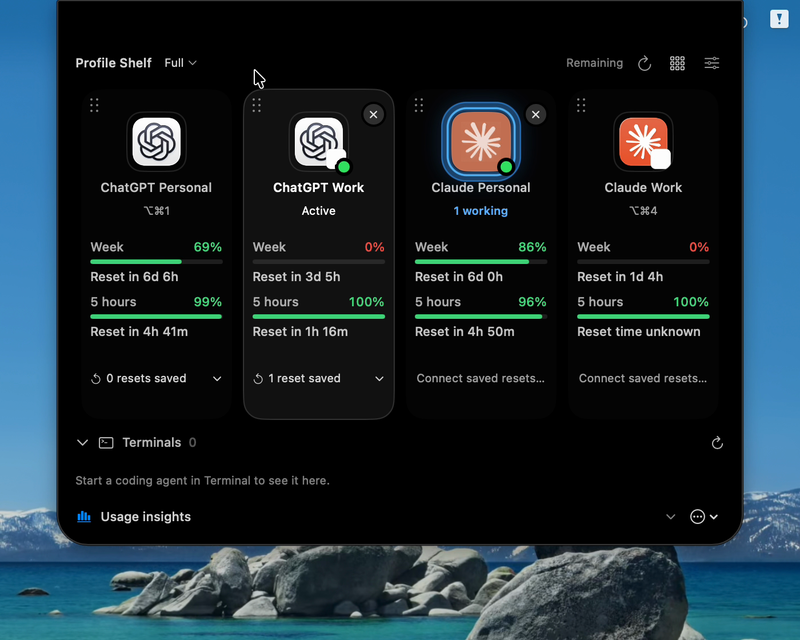 Profile Shelf Full
Remaining
ChatGPT Personal
⌥⌘1
Week 69%
Reset in 6d 6h
5 hours 99%
Reset in 4h 41m
0 resets saved
ChatGPT Work
Active
Week 0%
Reset in 3d 5h
5 hours 100%
Reset in 1h 16m
1 reset saved
Claude Personal
1 working
Week 86%
Reset in 6d 0h
5 hours 96%
Reset in 4h 50m
Connect saved resets...
Claude Work
⌥⌘4
Week 0%
Reset in 1d 4h
5 hours 100%
Reset time unknown
Connect saved resets...
Terminals 0
Start a coding agent in Terminal to see it here.
Usage insights